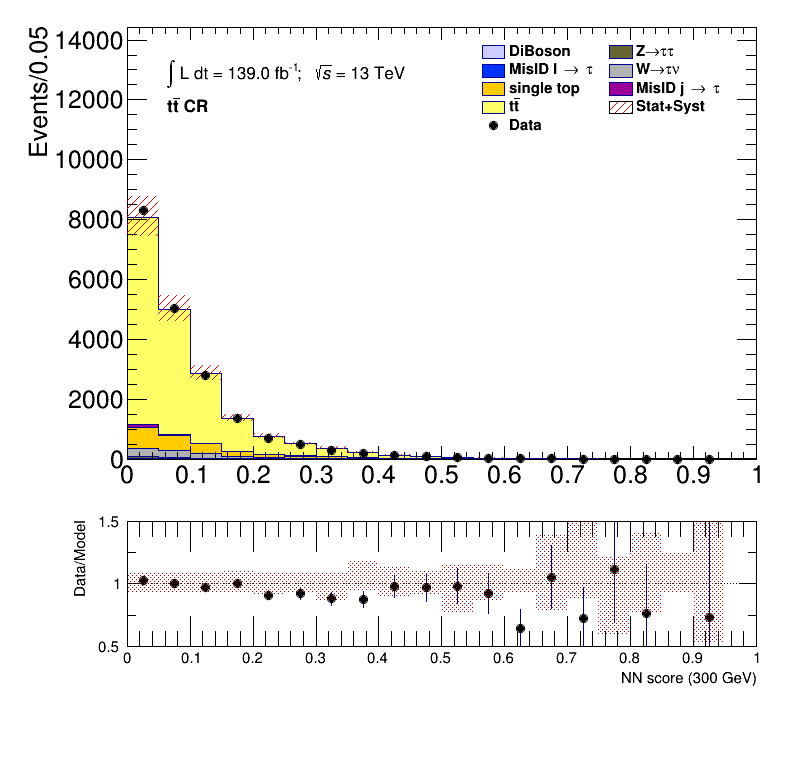 Events/0.05
14000
12000
10000
8000
6000
4000
2000
0
∫ L dt = 139.0 fb⁻¹; √s = 13 TeV
tt̄ CR
DiBoson
MisID l → τ
single top
tt̄
Data
Z→ττ
W→τν
MisID j → τ
Stat+Syst
0 0.1 0.2 0.3 0.4 0.5 0.6 0.7 0.8 0.9 1
Data/Model
1.5
1
0.5
0 0.1 0.2 0.3 0.4 0.5 0.6 0.7 0.8 0.9 1
NN score (300 GeV)